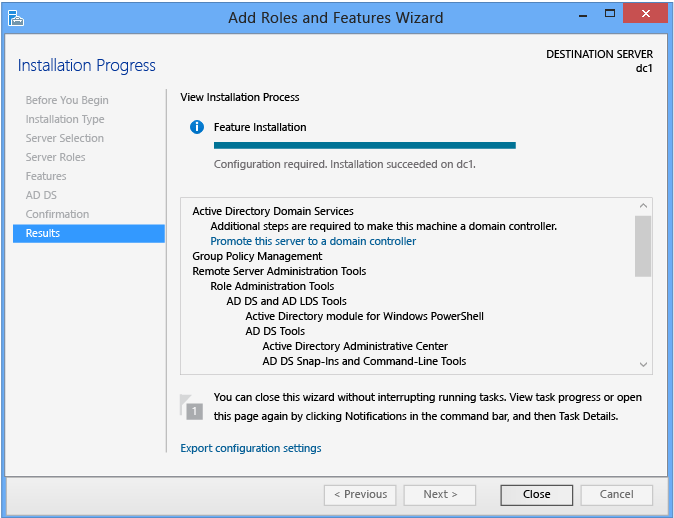 Add Roles and Features Wizard
Installation Progress
DESTINATION SERVER
dc1
Before You Begin
Installation Type
Server Selection
Server Roles
Features
AD DS
Confirmation
Results
View Installation Process
Feature Installation
Configuration required. Installation succeeded on dc1.
Active Directory Domain Services
Additional steps are required to make this machine a domain controller.
Promote this server to a domain controller
Group Policy Management
Remote Server Administration Tools
Role Administration Tools
AD DS and AD LDS Tools
Active Directory module for Windows PowerShell
AD DS Tools
Active Directory Administrative Center
AD DS Snap-Ins and Command-Line Tools
1
You can close this wizard without interrupting running tasks. View task progress or open
this page again by clicking Notifications in the command bar, and then Task Details.
Export configuration settings
< Previous
Next >
Close
Cancel